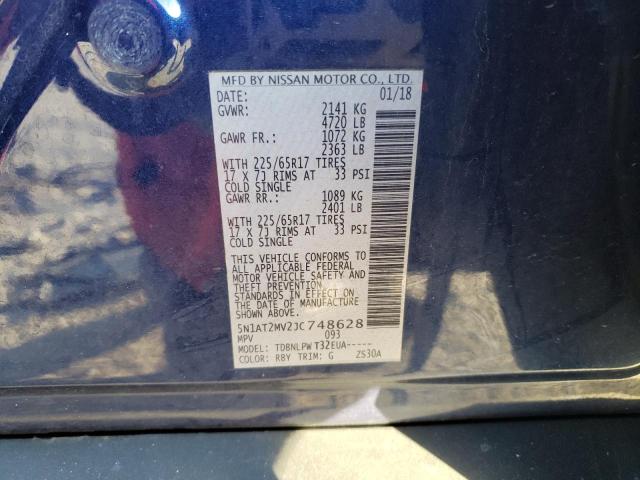 MFD BY NISSAN MOTOR CO., LTD.
DATE: 01/18
GVWR: 2141 KG
4720 LB
GAWR FR.: 1072 KG
2363 LB
WITH 225/65R17 TIRES
17 X 7J RIMS AT 33 PSI
COLD SINGLE
GAWR RR.: 1089 KG
2401 LB
WITH 225/65R17 TIRES
17 X 7J RIMS AT 33 PSI
COLD SINGLE
THIS VEHICLE CONFORMS TO
ALL APPLICABLE FEDERAL
MOTOR VEHICLE SAFETY AND
THEFT PREVENTION
STANDARDS IN EFFECT ON
THE DATE OF MANUFACTURE
SHOWN ABOVE.
5N1AT2MV2JC748628
MPV 093
MODEL: TDBNLPW T32EUA-----
COLOR: RBY TRIM: G ZS30A